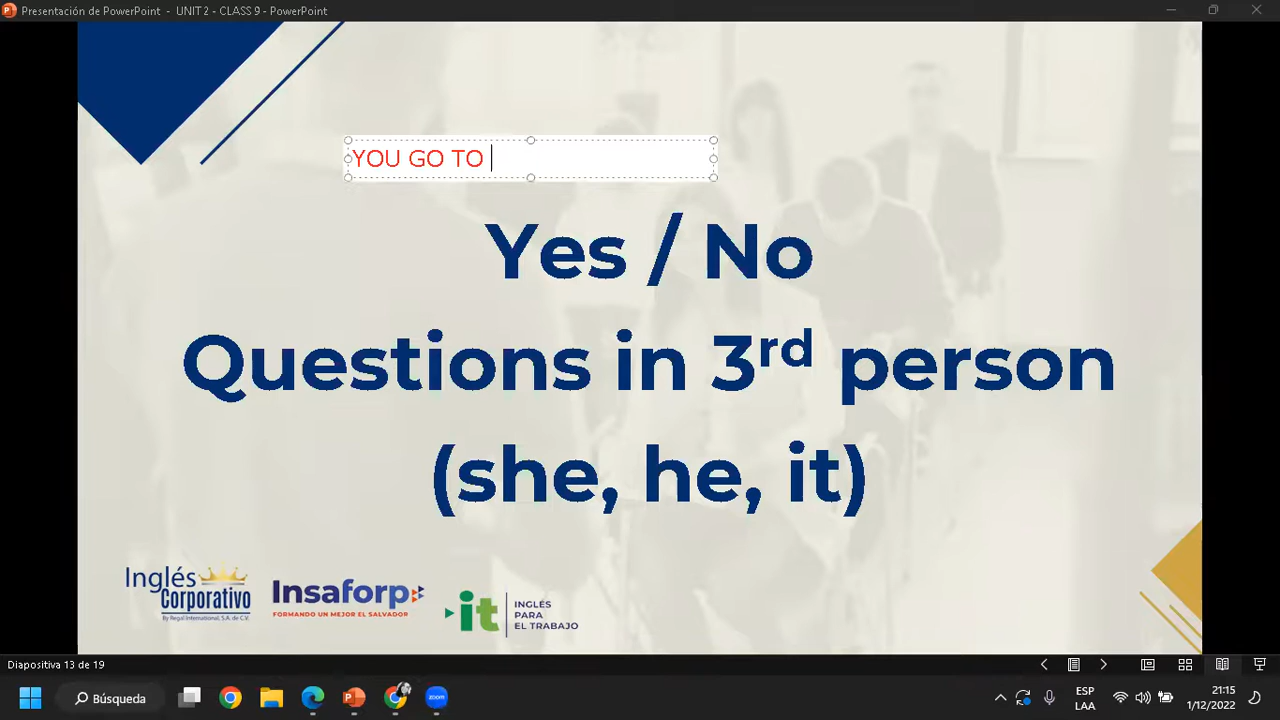 Presentación de PowerPoint - UNIT 2 - CLASS 9 - PowerPoint
YOU GO TO
Yes / No
Questions in 3rd person
(she, he, it)
Inglés
Corporativo
By Regal International, S.A. de C.V.
Insaforp
FORMANDO UN MEJOR EL SALVADOR
it
INGLÉS
PARA
EL TRABAJO
Diapositiva 13 de 19
Búsqueda
zoom
ESP
LAA
21:15
1/12/2022